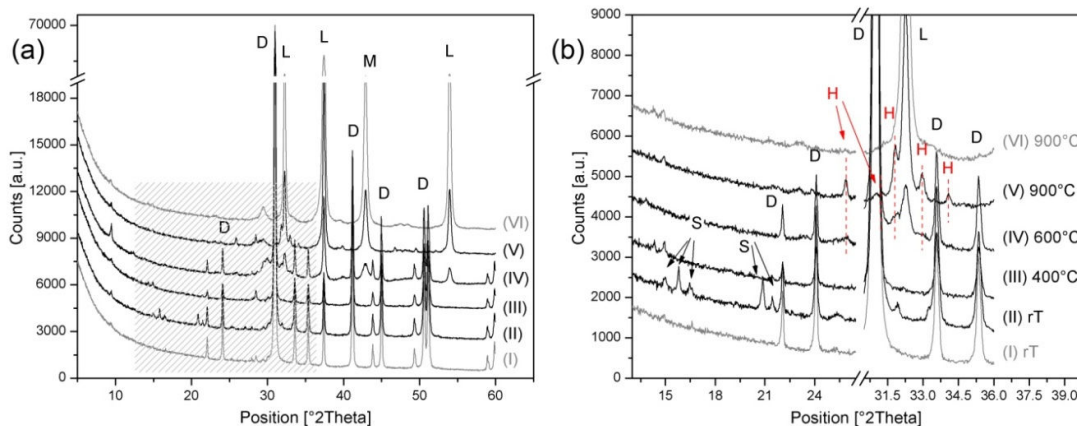 (a)
70000
18000
15000
12000
9000
6000
3000
0
Counts [a.u.]
D
L
L
M
L
D
D
D
D
(VI)
(V)
(IV)
(III)
(II)
(I)
10
20
30
40
50
60
Position [°2Theta]
(b)
9000
8000
7000
6000
5000
4000
3000
2000
1000
0
Counts [a.u.]
D
L
H
H
H
H
D
D
D
D
S
S
(VI) 900°C
(V) 900°C
(IV) 600°C
(III) 400°C
(II) rT
(I) rT
15
18
21
24
31.5
33.0
34.5
36.0
37.5
39.0
Position [°2Theta]